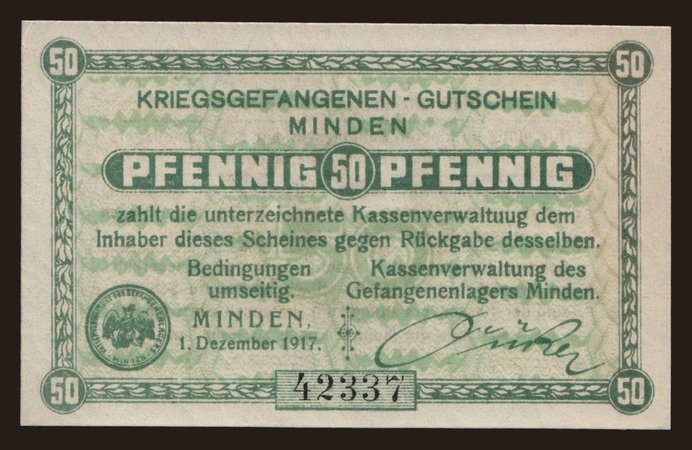 50 50
KRIEGSGEFANGENEN - GUTSCHEIN
MINDEN
PFENNIG 50 PFENNIG
zahlt die unterzeichnete Kassenverwaltuug dem
Inhaber dieses Scheines gegen Rückgabe desselben.
Bedingungen
umseitig.
Kassenverwaltung des
Gefangenenlagers Minden.
MINDEN,
1. Dezember 1917.
50 50
42337